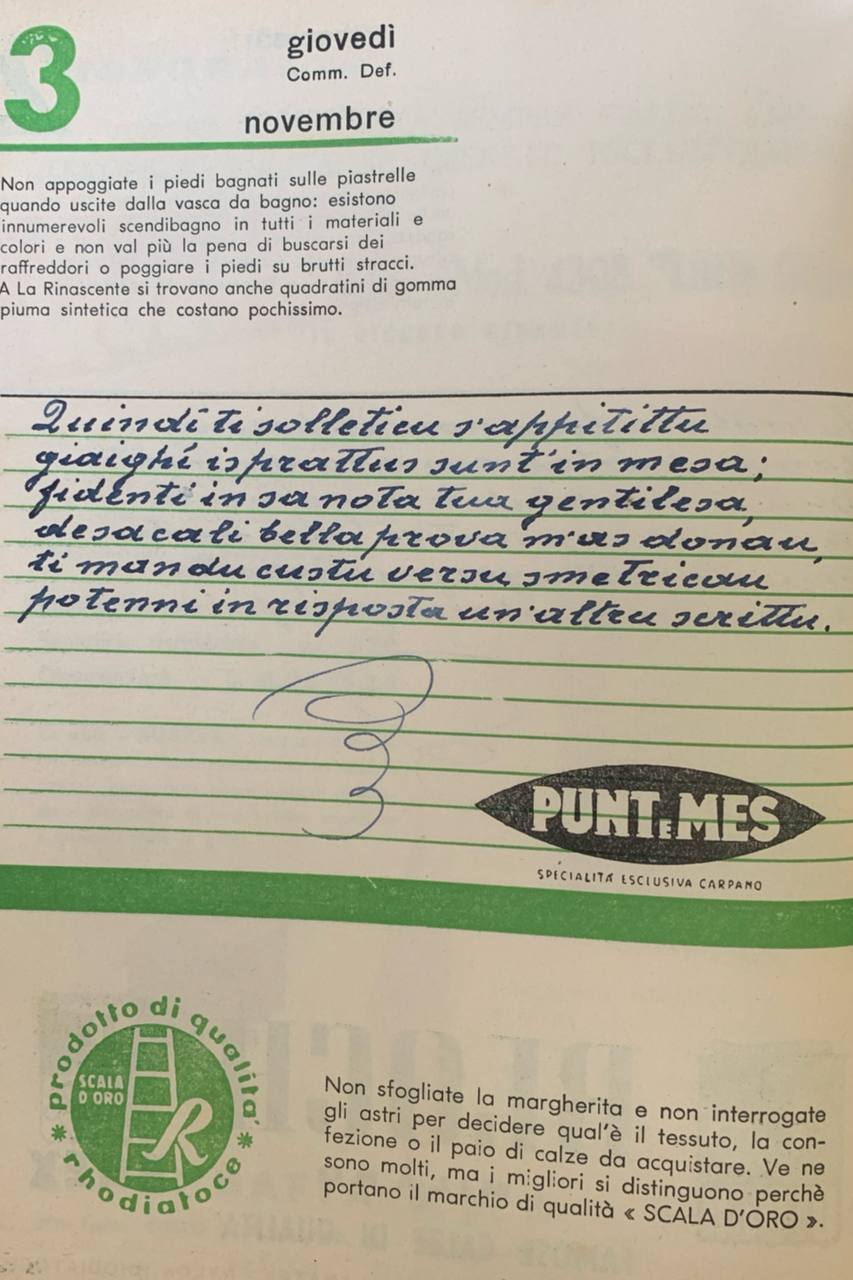 3
giovedì
Comm. Def.
novembre
Non appoggiate i piedi bagnati sulle piastrelle
quando uscite dalla vasca da bagno: esistono
innumerevoli scendibagno in tutti i materiali e
colori e non val più la pena di buscarsi dei
raffreddori o poggiare i piedi su brutti stracci.
A La Rinascente si trovano anche quadratini di gomma
piuma sintetica che costano pochissimo.
Quindi ti solleticu s'appitittu
giaighí is prattus sunt'in mesa;
fidenti in sa nota tua gentilesa,
desa cali bella prova m'as donau,
ti mandu custu versu smetricau
potenni in risposta un'altru scrittu.
PUNT E MES
SPECIALITÀ ESCLUSIVA CARPANO
prodotto di qualità
SCALA
D'ORO
R
rhodiatoce
Non sfogliate la margherita e non interrogate
gli astri per decidere qual'è il tessuto, la con-
fezione o il paio di calze da acquistare. Ve ne
sono molti, ma i migliori si distinguono perchè
portano il marchio di qualità « SCALA D'ORO ».